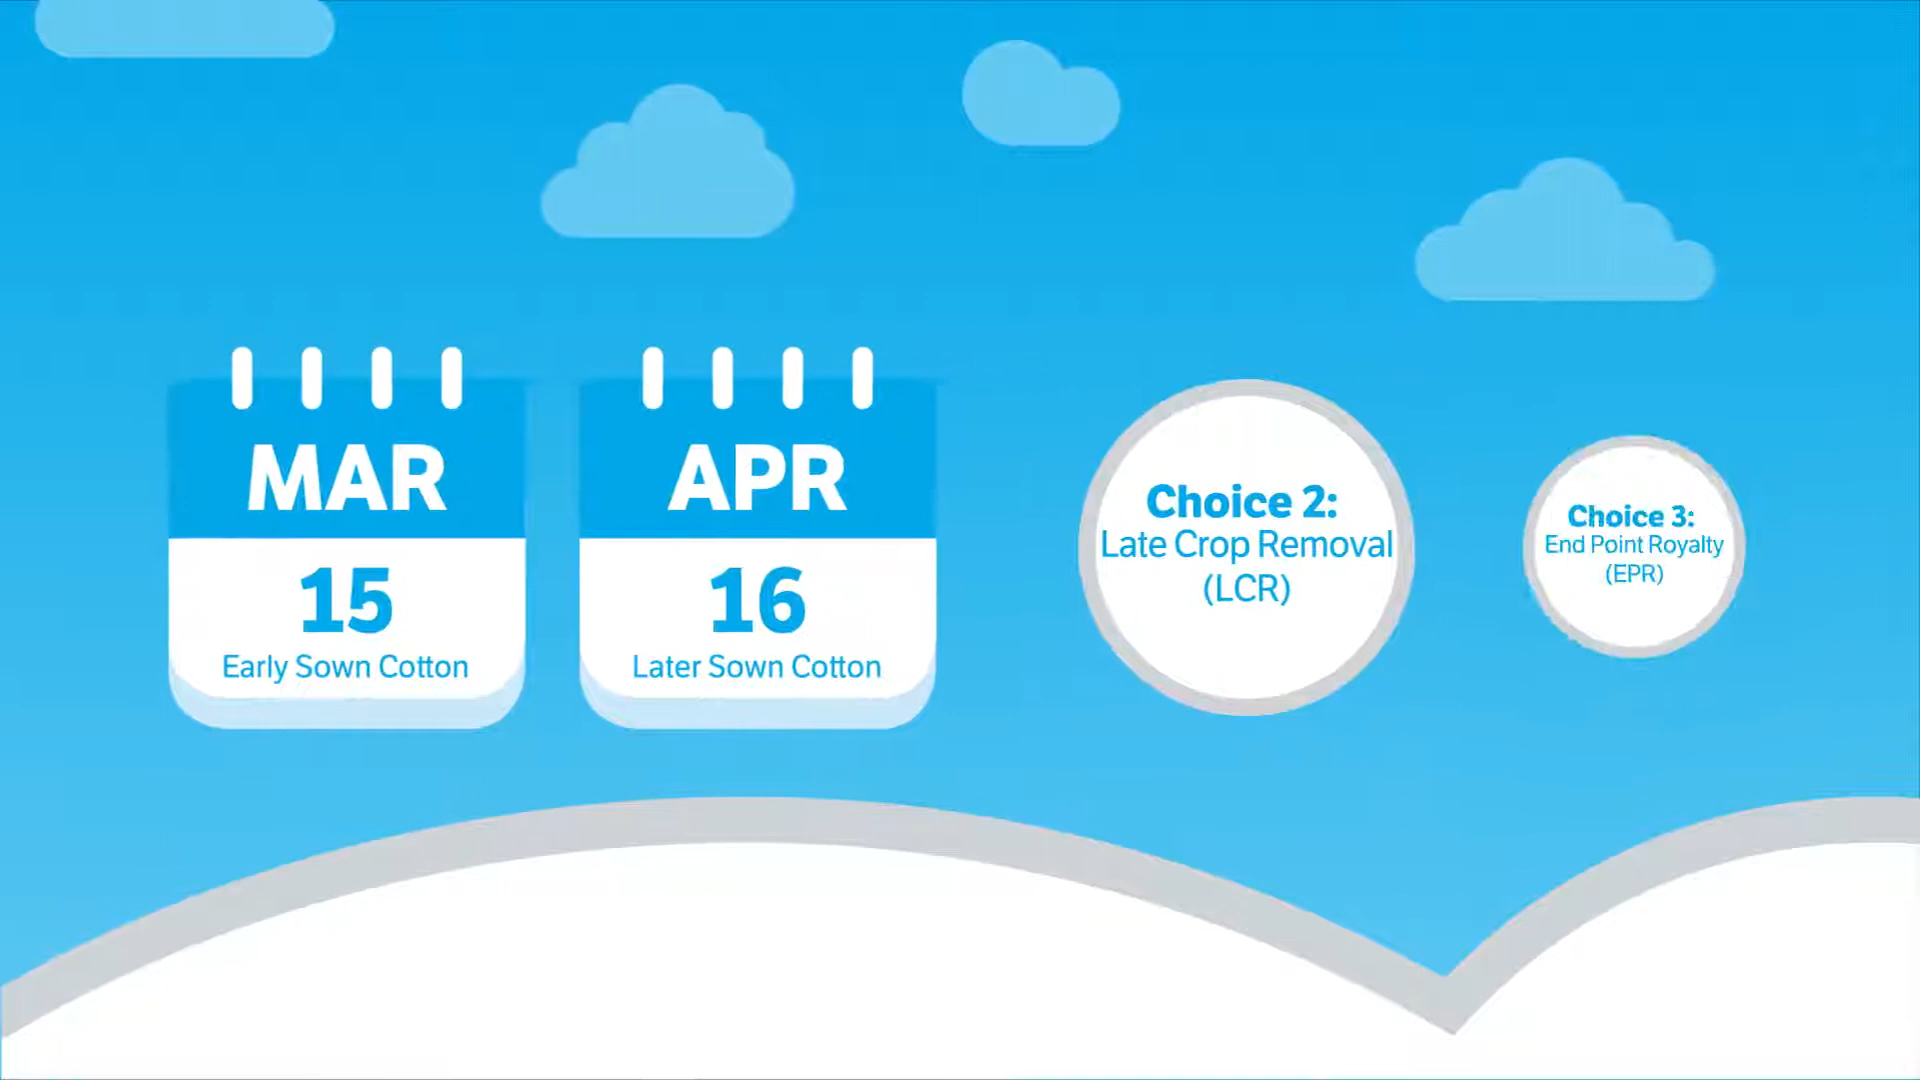 MAR
15
Early Sown Cotton
APR
16
Later Sown Cotton
Choice 2:
Late Crop Removal
(LCR)
Choice 3:
End Point Royalty
(EPR)